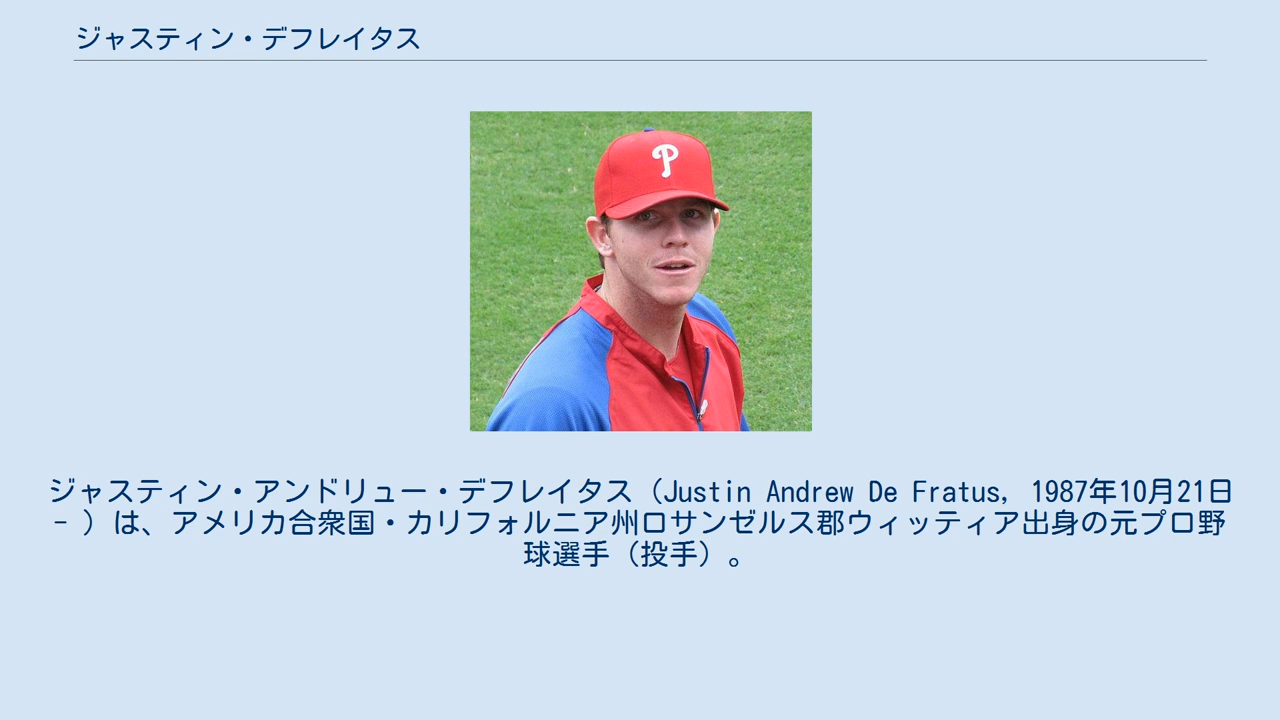 ジャスティン・デフレイタス
P
ジャスティン・アンドリュー・デフレイタス（Justin Andrew De Fratus, 1987年10月21日
- ）は、アメリカ合衆国・カリフォルニア州ロサンゼルス郡ウィッティア出身の元プロ野
球選手（投手）。